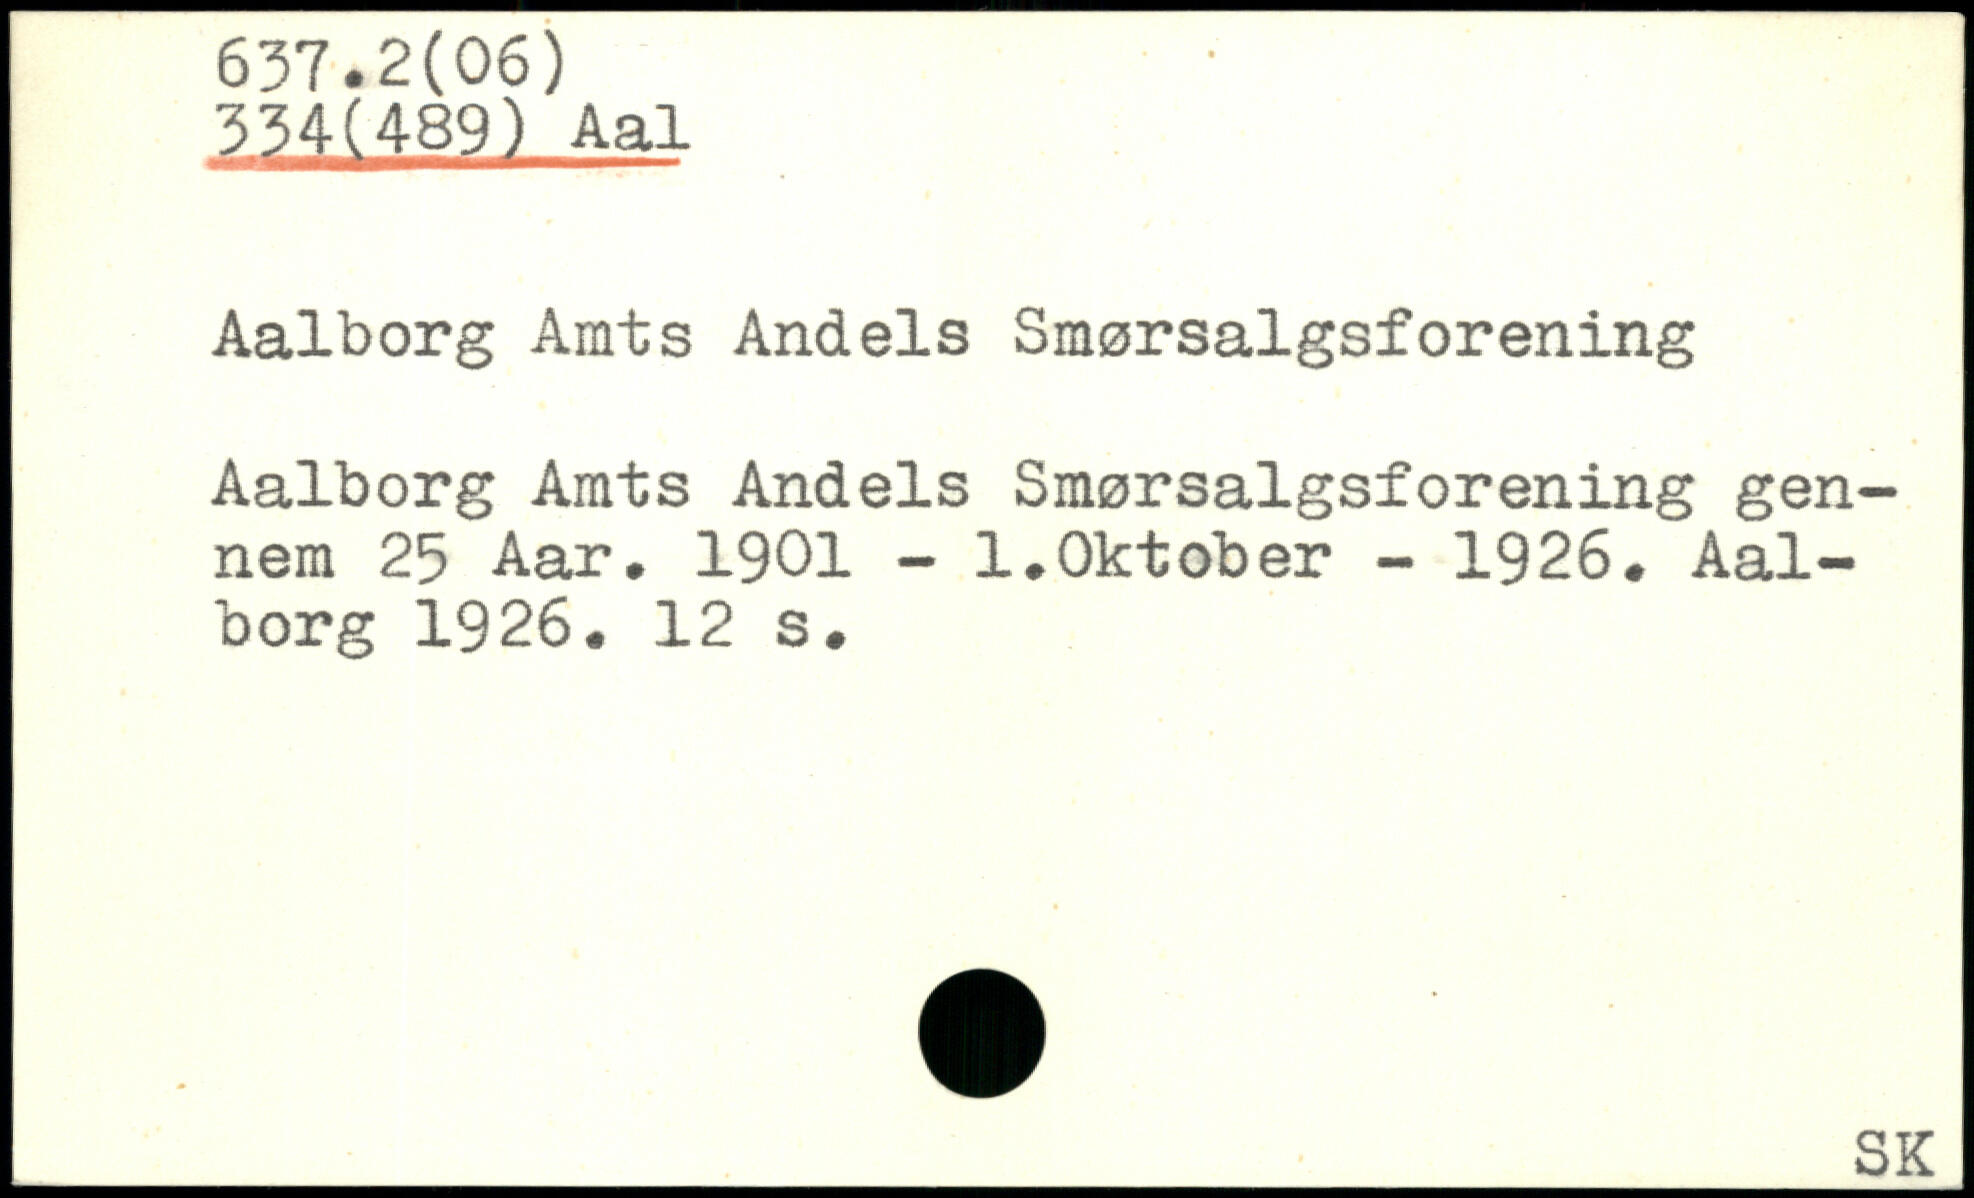 637.2(06)
334(489) Aal
Aalborg Amts Andels Smørsalgsforening
Aalborg Amts Andels Smørsalgsforening gen-
nem 25 Aar. 1901 - 1.Oktober - 1926. Aal-
borg 1926. 12 s.
SK